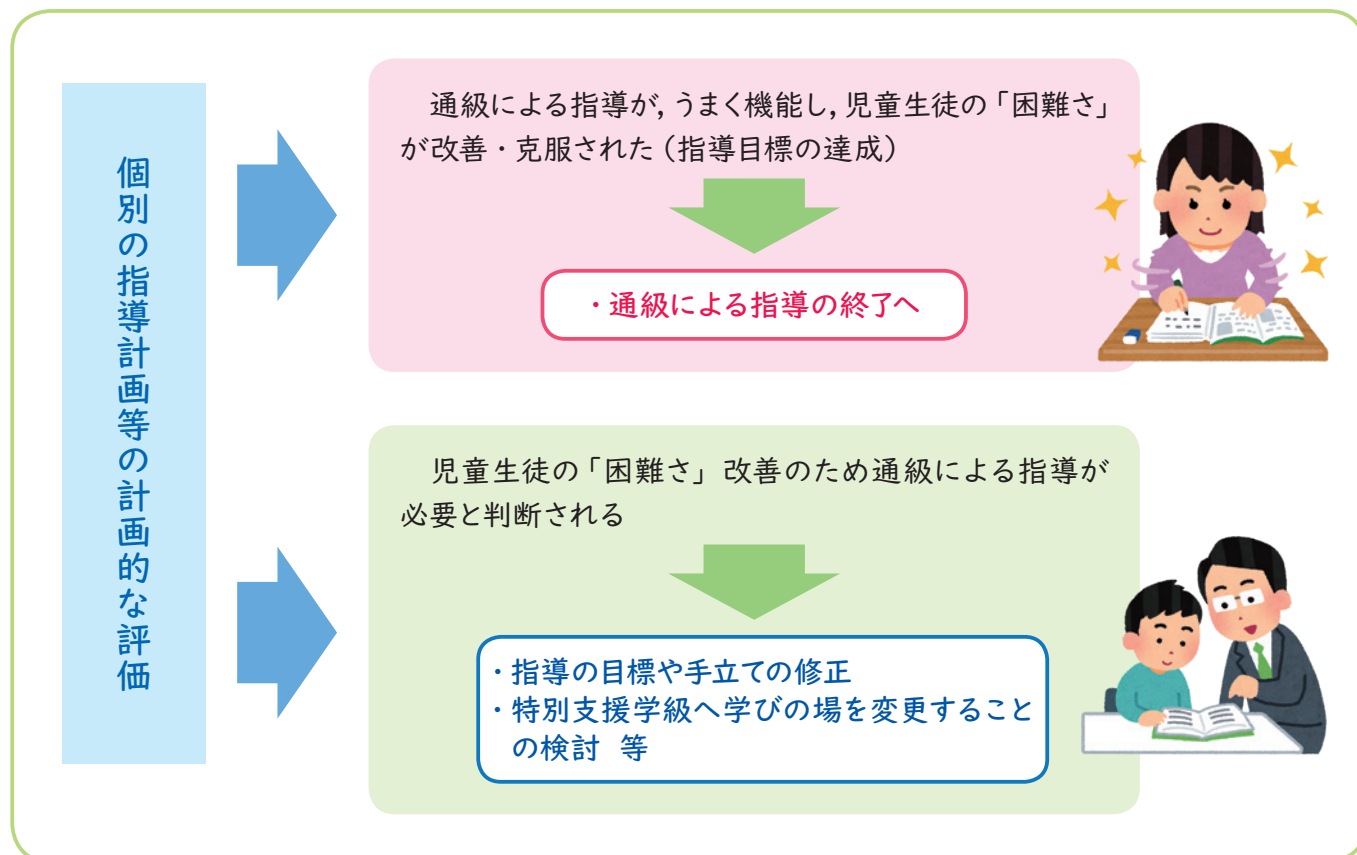 個別の指導計画等の計画的な評価
通級による指導が,うまく機能し,児童生徒の「困難さ」
が改善・克服された(指導目標の達成)
・通級による指導の終了へ
児童生徒の「困難さ」改善のため通級による指導が
必要と判断される
・指導の目標や手立ての修正
・特別支援学級へ学びの場を変更すること
の検討 等